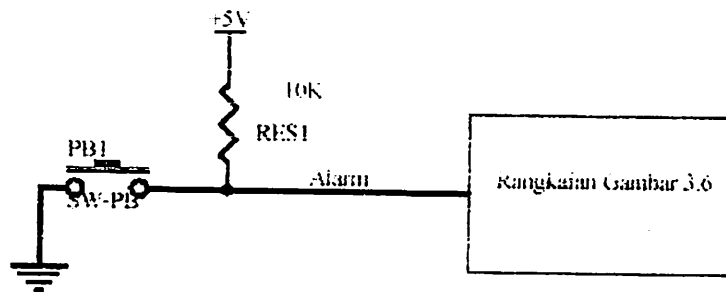 +5V
10K
RES1
PB1
SW-PB
Alarm
Rangkaian Gambar 3.6